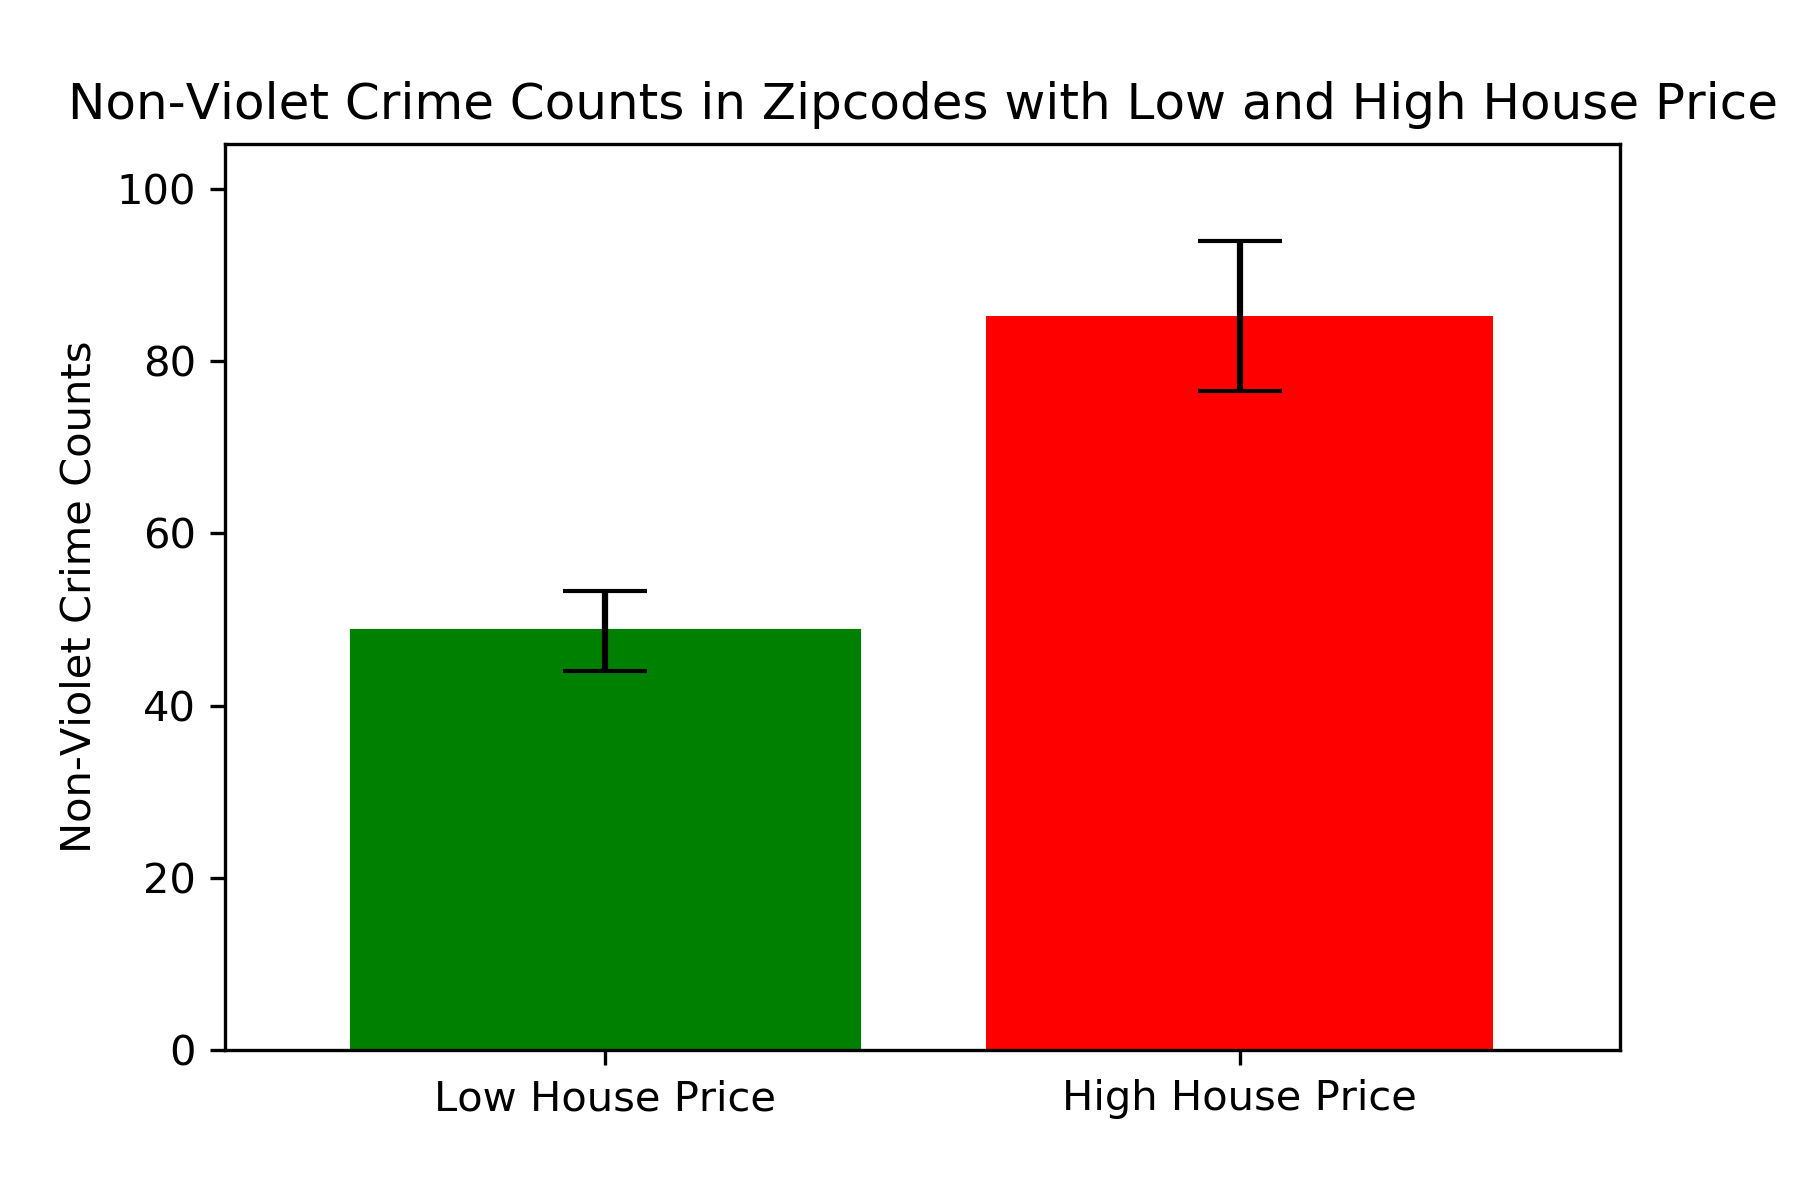 Non-Violet Crime Counts in Zipcodes with Low and High House Price
Non-Violet Crime Counts
100
80
60
40
20
0
Low House Price
High House Price